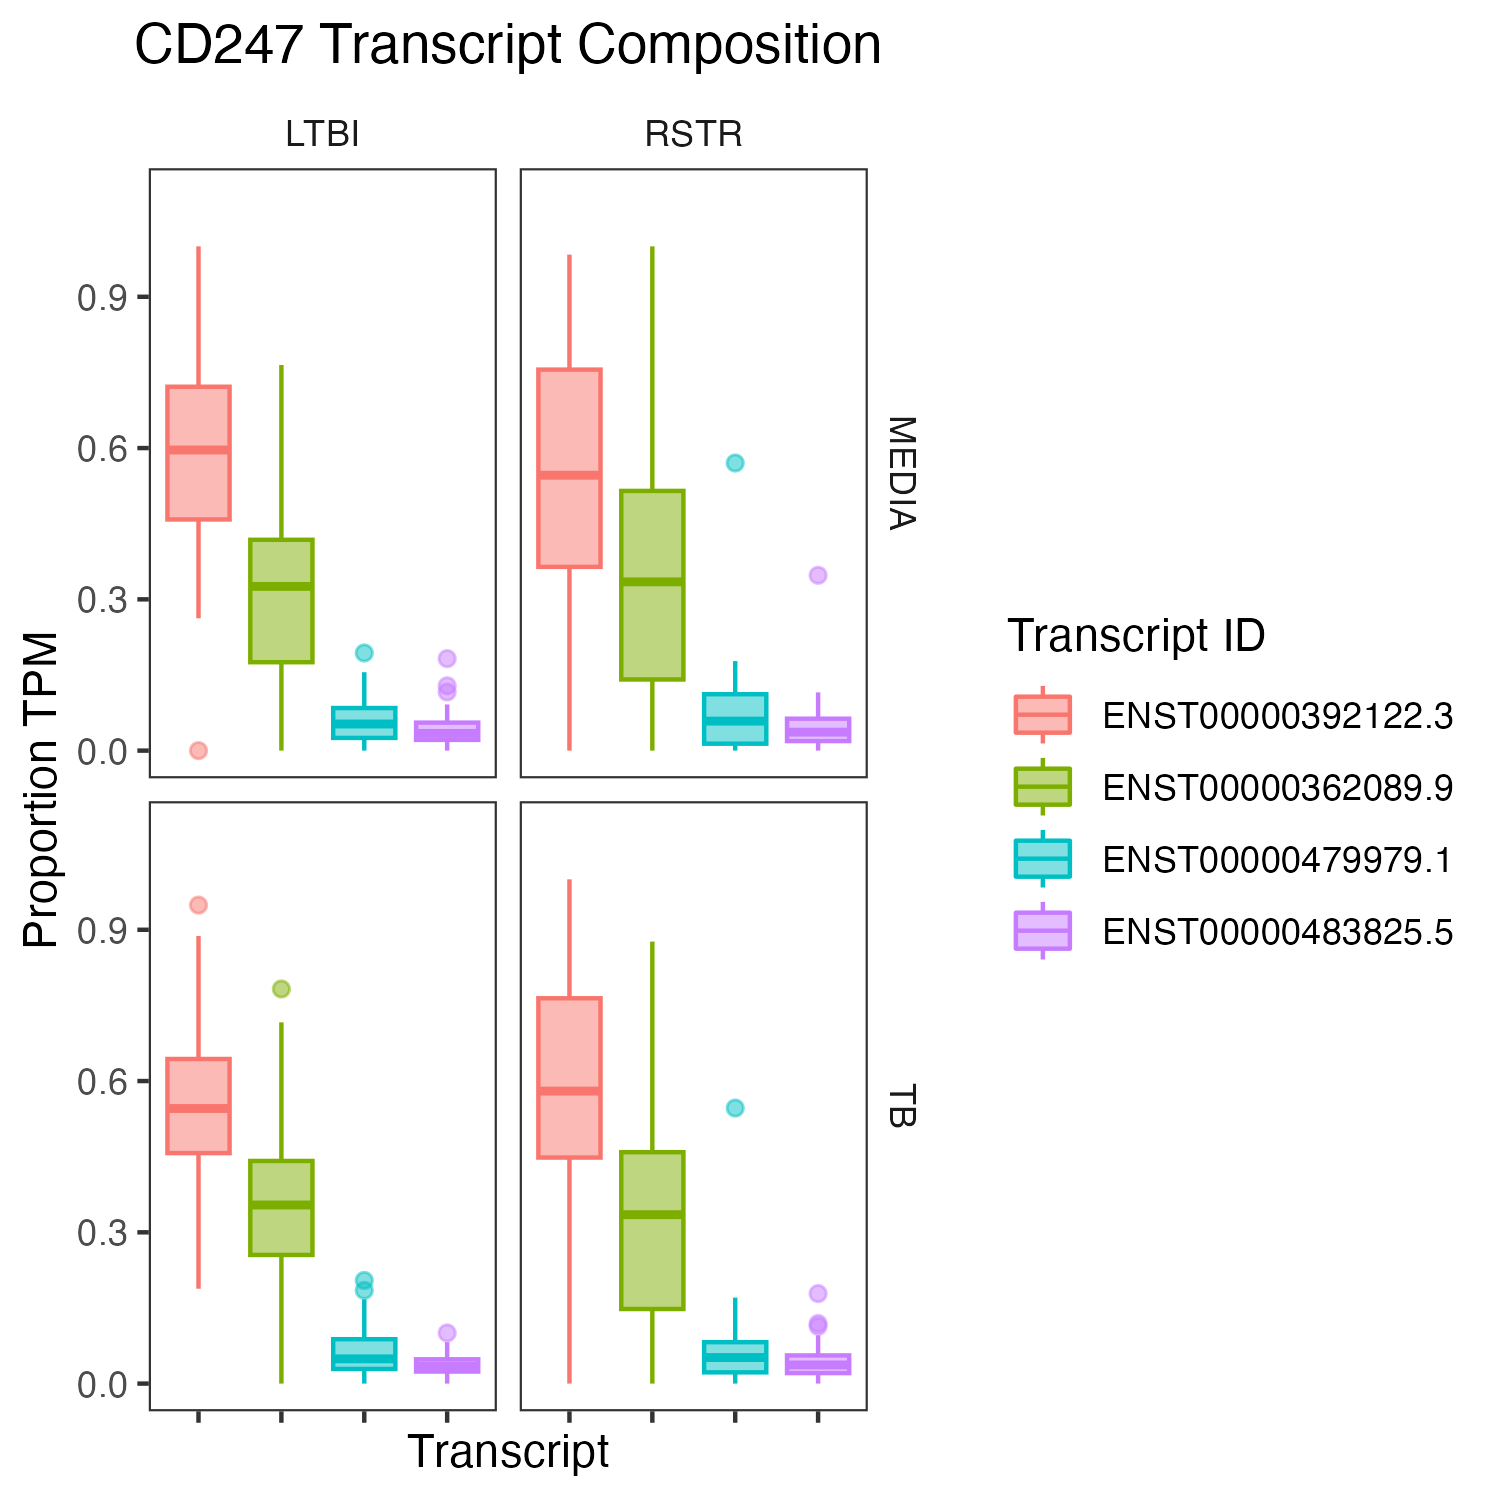 CD247 Transcript Composition
LTBI
RSTR
0.9
0.6
0.3
0.0
MEDIA
0.9
0.6
0.3
0.0
TB
Proportion TPM
Transcript
Transcript ID
ENST00000392122.3
ENST00000362089.9
ENST00000479979.1
ENST00000483825.5